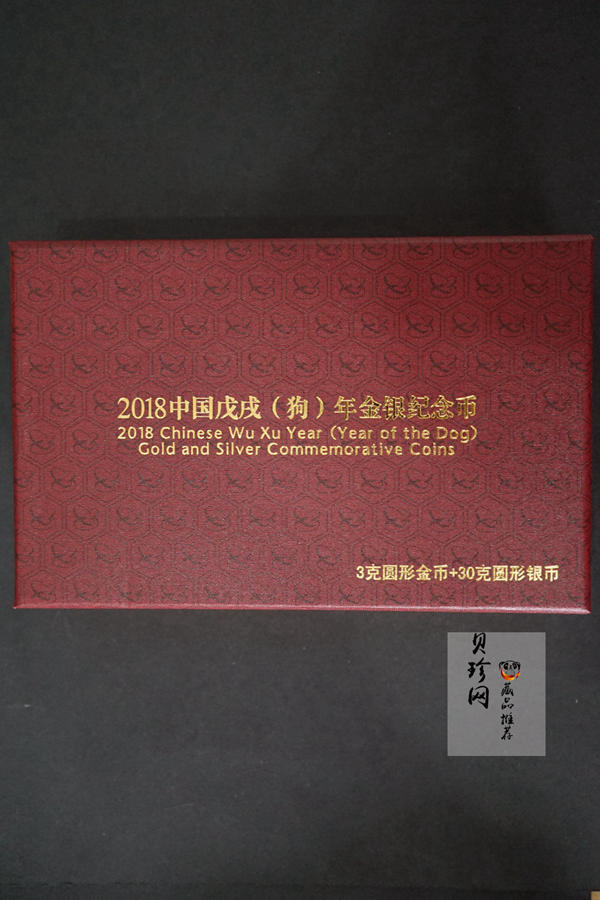 2018中国戊戌（狗）年金银纪念币
2018 Chinese Wu Xu Year (Year of the Dog)
Gold and Silver Commemorative Coins
3克圆形金币+30克圆形银币
贝珍网
藏品推荐